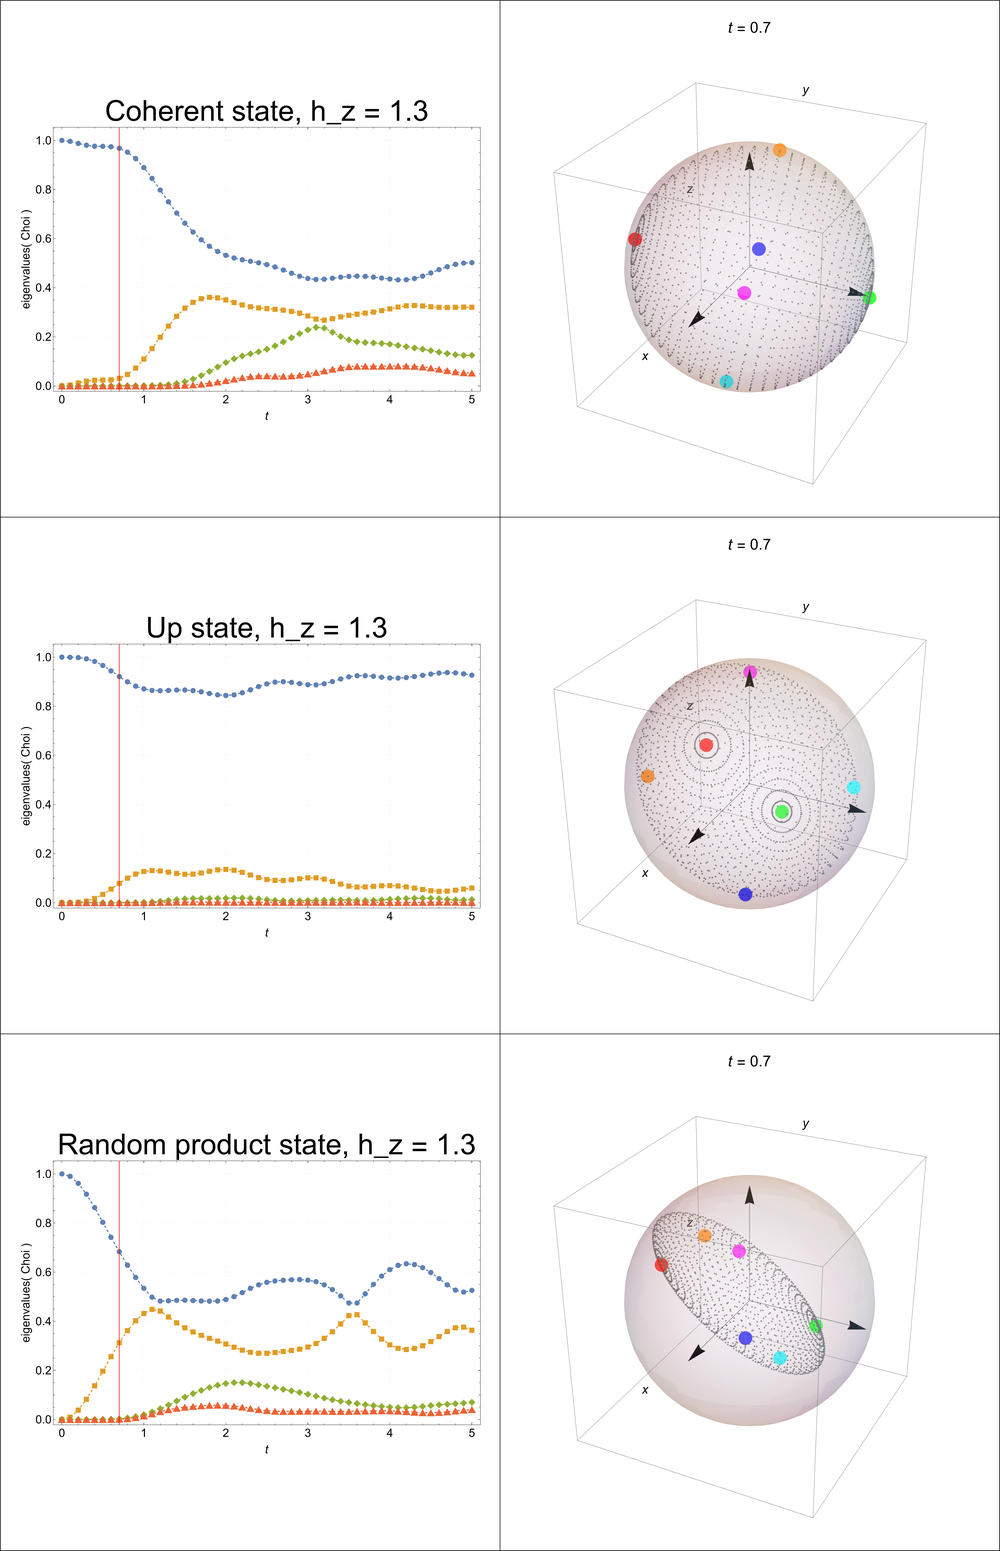 Coherent state, h_z = 1.3
eigenvalues( Choi )
1.0
0.8
0.6
0.4
0.2
0.0
0 1 2 3 4 5
t
t = 0.7
y
z
x
Up state, h_z = 1.3
eigenvalues( Choi )
1.0
0.8
0.6
0.4
0.2
0.0
0 1 2 3 4 5
t
t = 0.7
y
z
x
Random product state, h_z = 1.3
eigenvalues( Choi )
1.0
0.8
0.6
0.4
0.2
0.0
0 1 2 3 4 5
t
t = 0.7
y
z
x